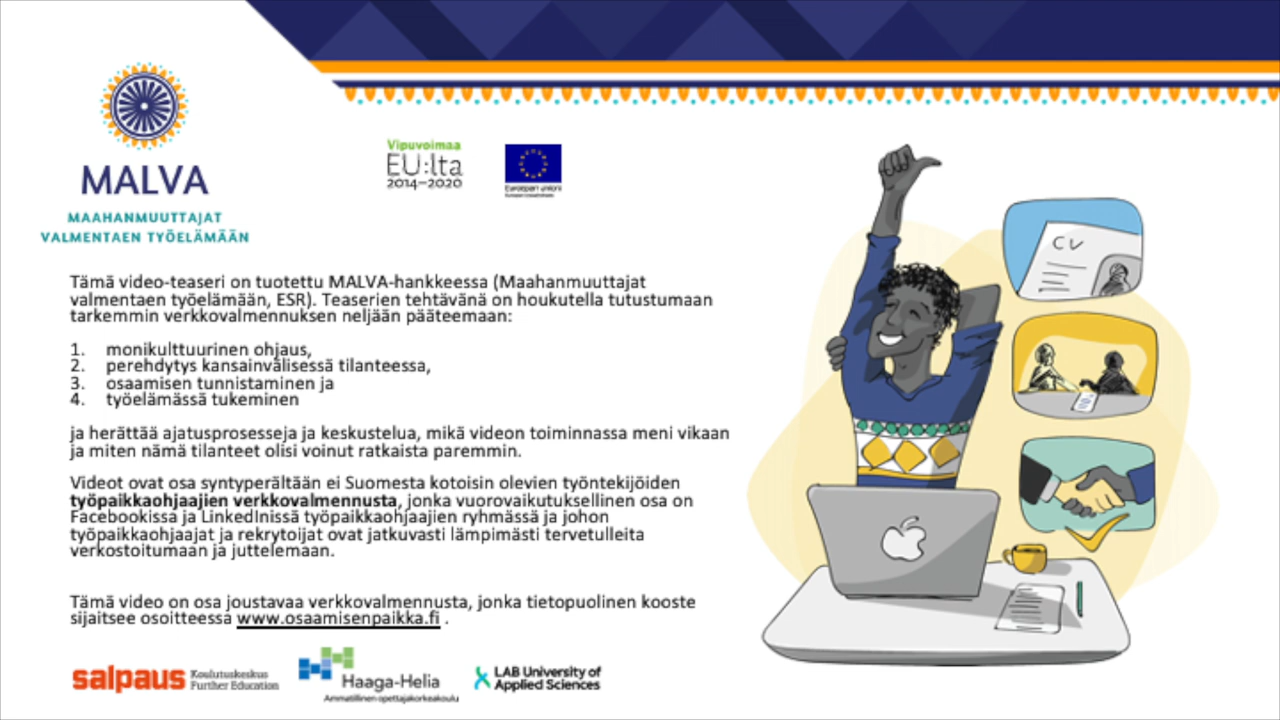 MALVA
MAAHANMUUTTAJAT
VALMENTAEN TYÖELÄMÄÄN
Vipuvoimaa
EU:lta
2014–2020
Euroopan unioni
Tämä video-teaseri on tuotettu MALVA-hankkeessa (Maahanmuuttajat
valmentaen työelämään, ESR). Teaserien tehtävänä on houkutella tutustumaan
tarkemmin verkkovalmennuksen neljään pääteemaan:
1. monikulttuurinen ohjaus,
2. perehdytys kansainvälisessä tilanteessa,
3. osaamisen tunnistaminen ja
4. työelämässä tukeminen
ja herättää ajatusprosesseja ja keskustelua, mikä videon toiminnassa meni vikaan
ja miten nämä tilanteet olisi voinut ratkaista paremmin.
Videot ovat osa syntyperältään ei Suomesta kotoisin olevien työntekijöiden
työpaikkaohjaajien verkkovalmennusta, jonka vuorovaikutuksellinen osa on
Facebookissa ja LinkedInissä työpaikkaohjaajien ryhmässä ja johon
työpaikkaohjaajat ja rekrytoijat ovat jatkuvasti lämpimästi tervetulleita
verkostoitumaan ja juttelemaan.
Tämä video on osa joustavaa verkkovalmennusta, jonka tietopuolinen kooste
sijaitsee osoitteessa www.osaamisenpaikka.fi .
CV
salpaus Koulutuskeskus
Further Education
Haaga-Helia
Ammatillinen opettajakorkeakoulu
LAB University of
Applied Sciences